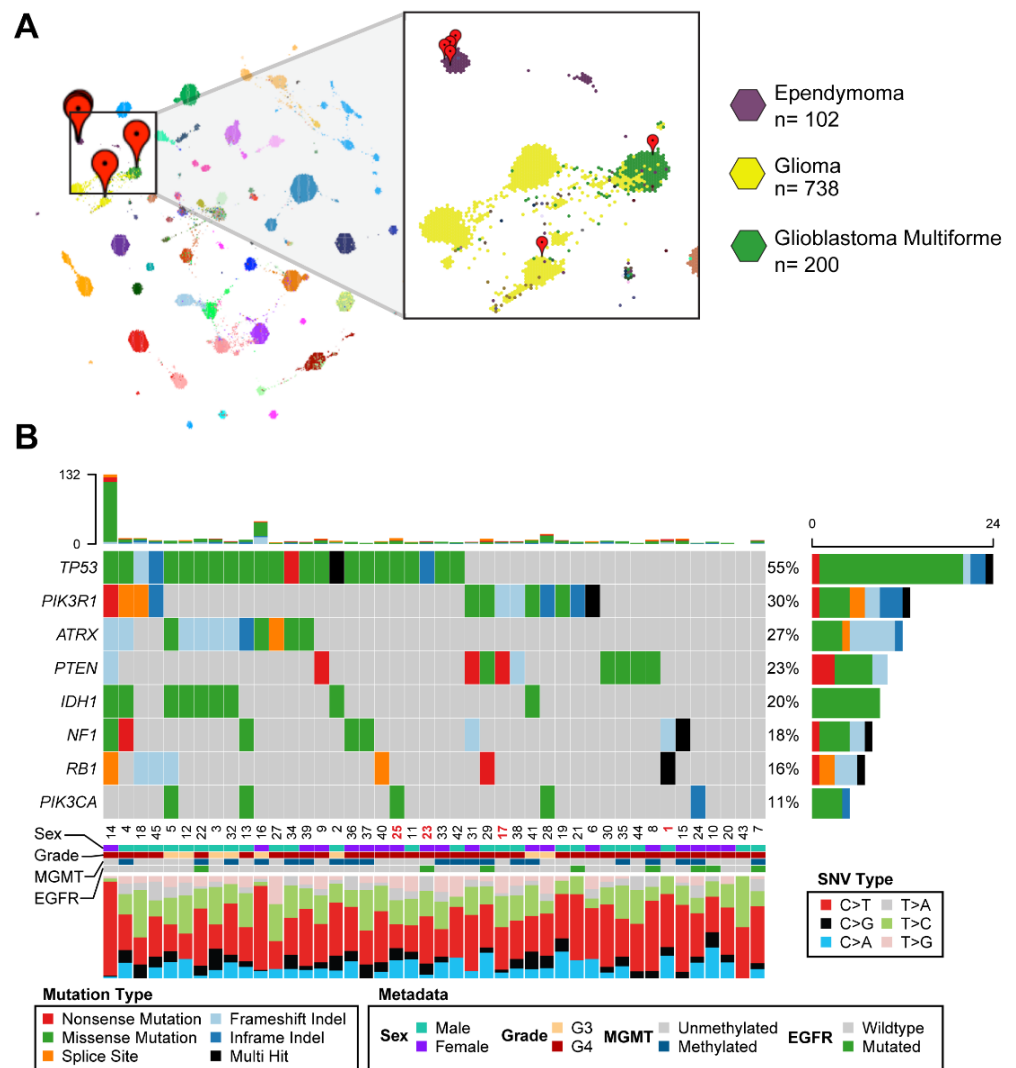 A
Ependymoma
n= 102
Glioma
n= 738
Glioblastoma Multiforme
n= 200
B
132
0
0 24
TP53 55%
PIK3R1 30%
ATRX 27%
PTEN 23%
IDH1 20%
NF1 18%
RB1 16%
PIK3CA 11%
14 4 18 45 5 12 22 3 32 13 16 27 34 39 9 2 36 37 40 25 11 23 33 42 31 29 17 38 41 28 19 21 6 30 35 44 8 1 15 24 10 20 43 7
Sex
Grade
MGMT
EGFR
SNV Type
C>T T>A
C>G T>C
C>A T>G
Mutation Type
Nonsense Mutation Frameshift Indel
Missense Mutation Inframe Indel
Splice Site Multi Hit
Metadata
Sex Male Female
Grade G3 G4
MGMT Unmethylated Methylated
EGFR Wildtype Mutated